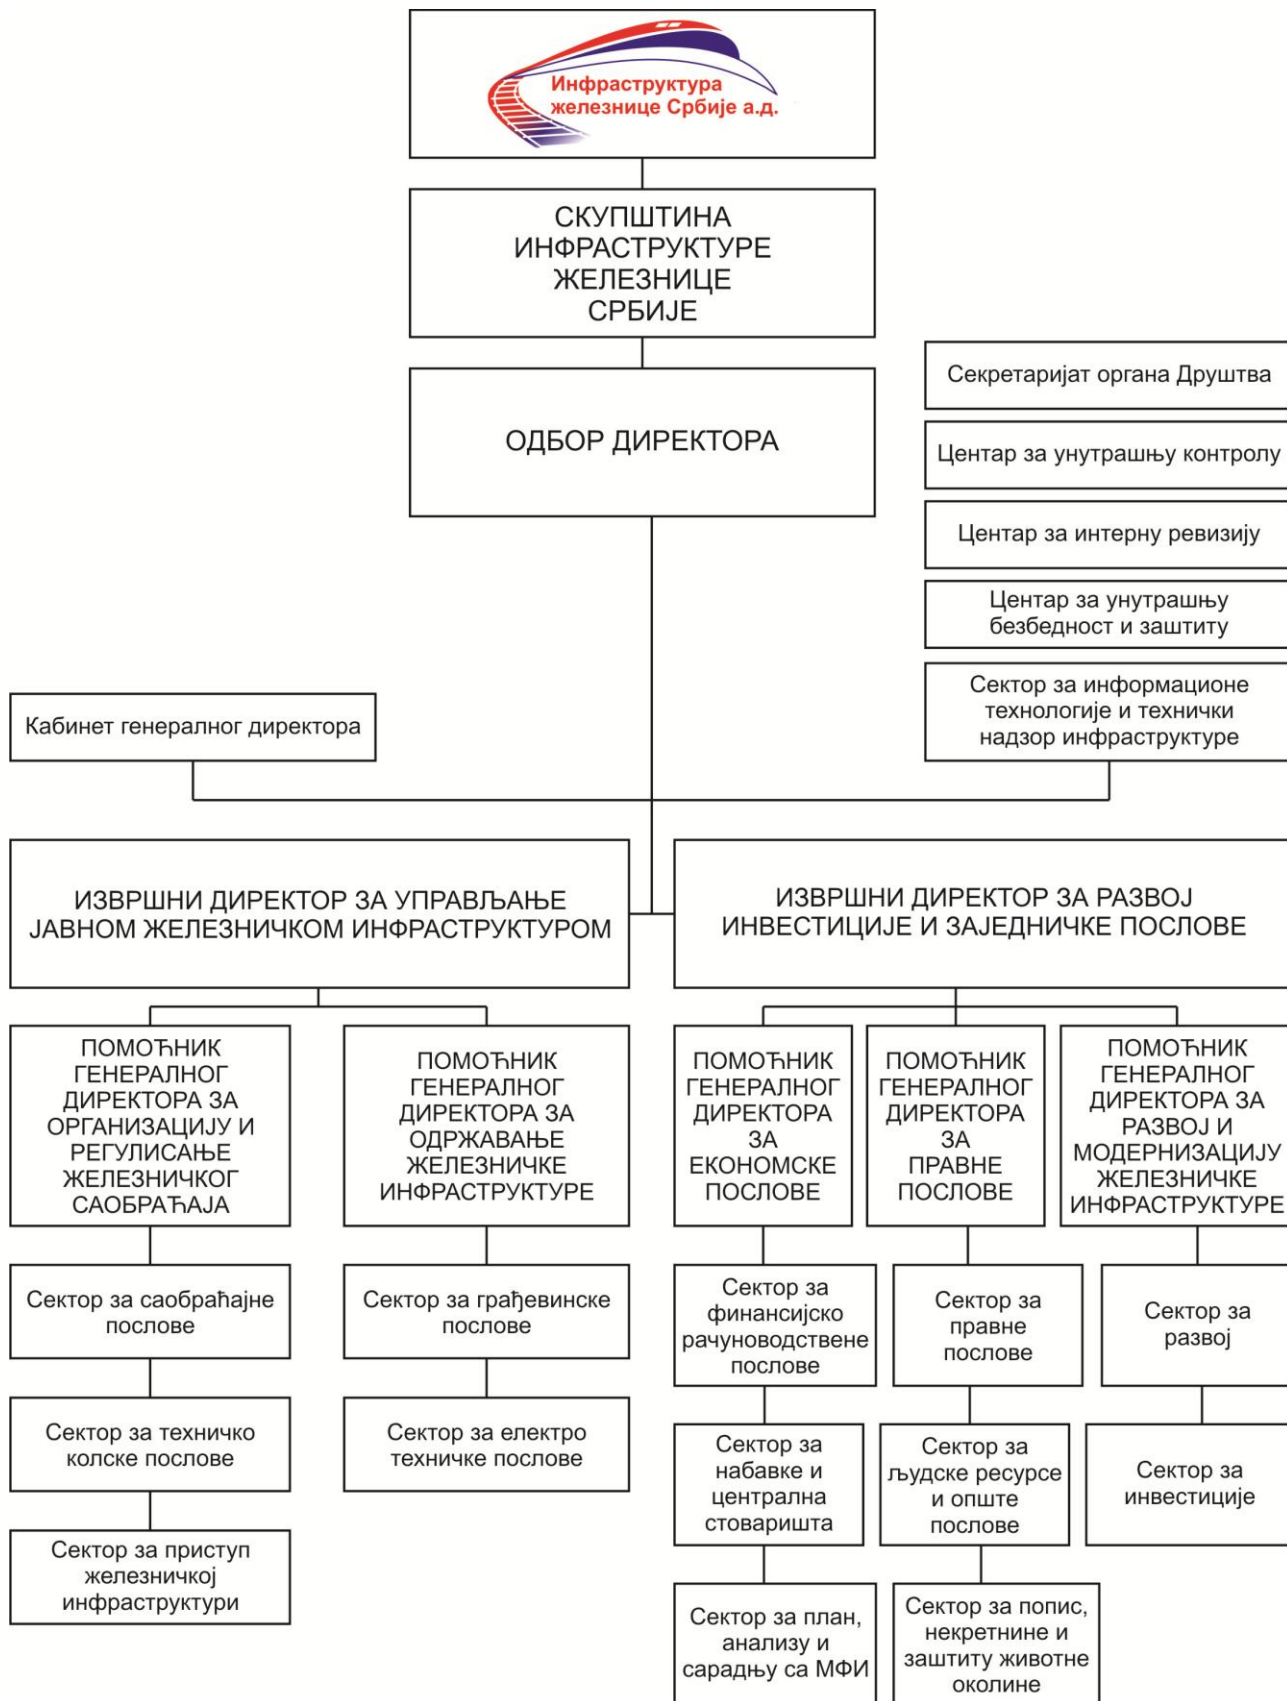 Инфраструктура
железнице Србије а.д.
СКУПШТИНА
ИНФРАСТРУКТУРЕ
ЖЕЛЕЗНИЦЕ
СРБИЈЕ
ОДБОР ДИРЕКТОРА
Секретаријат органа Друштва
Центар за унутрашњу контролу
Центар за интерну ревизију
Центар за унутрашњу
безбедност и заштиту
Сектор за информационе
технологије и технички
надзор инфраструктуре
Кабинет генералног директора
ИЗВРШНИ ДИРЕКТОР ЗА УПРАВЉАЊЕ
ЈАВНОМ ЖЕЛЕЗНИЧКОМ ИНФРАСТРУКТУРОМ
ИЗВРШНИ ДИРЕКТОР ЗА РАЗВОЈ
ИНВЕСТИЦИЈЕ И ЗАЈЕДНИЧКЕ ПОСЛОВЕ
ПОМОЋНИК
ГЕНЕРАЛНОГ
ДИРЕКТОРА ЗА
ОРГАНИЗАЦИЈУ И
РЕГУЛИСАЊЕ
ЖЕЛЕЗНИЧКОГ
САОБРАЋАЈА
ПОМОЋНИК
ГЕНЕРАЛНОГ
ДИРЕКТОРА ЗА
ОДРЖАВАЊЕ
ЖЕЛЕЗНИЧКЕ
ИНФРАСТРУКТУРЕ
ПОМОЋНИК
ГЕНЕРАЛНОГ
ДИРЕКТОРА
ЗА
ЕКОНОМСКЕ
ПОСЛОВЕ
ПОМОЋНИК
ГЕНЕРАЛНОГ
ДИРЕКТОРА
ЗА
ПРАВНЕ
ПОСЛОВЕ
ПОМОЋНИК
ГЕНЕРАЛНОГ
ДИРЕКТОРА ЗА
РАЗВОЈ И
МОДЕРНИЗАЦИЈУ
ЖЕЛЕЗНИЧКЕ
ИНФРАСТРУКТУРЕ
Сектор за саобраћајне
послове
Сектор за грађевинске
послове
Сектор за
финансијско
рачуноводствене
послове
Сектор за
правне
послове
Сектор за
развој
Сектор за техничко
колске послове
Сектор за електро
техничке послове
Сектор за
набавке и
централна
стоваришта
Сектор за
људске ресурсе
и опште
послове
Сектор за
инвестиције
Сектор за приступ
железничкој
инфраструктури
Сектор за план,
анализу и
сарадњу са МФИ
Сектор за попис,
некретнине и
заштиту животне
околине